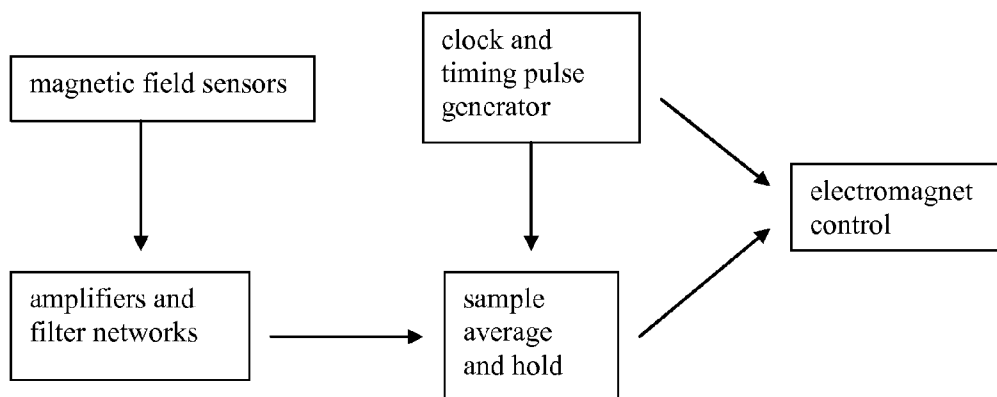 magnetic field sensors
clock and
timing pulse
generator
electromagnet
control
amplifiers and
filter networks
sample
average
and hold